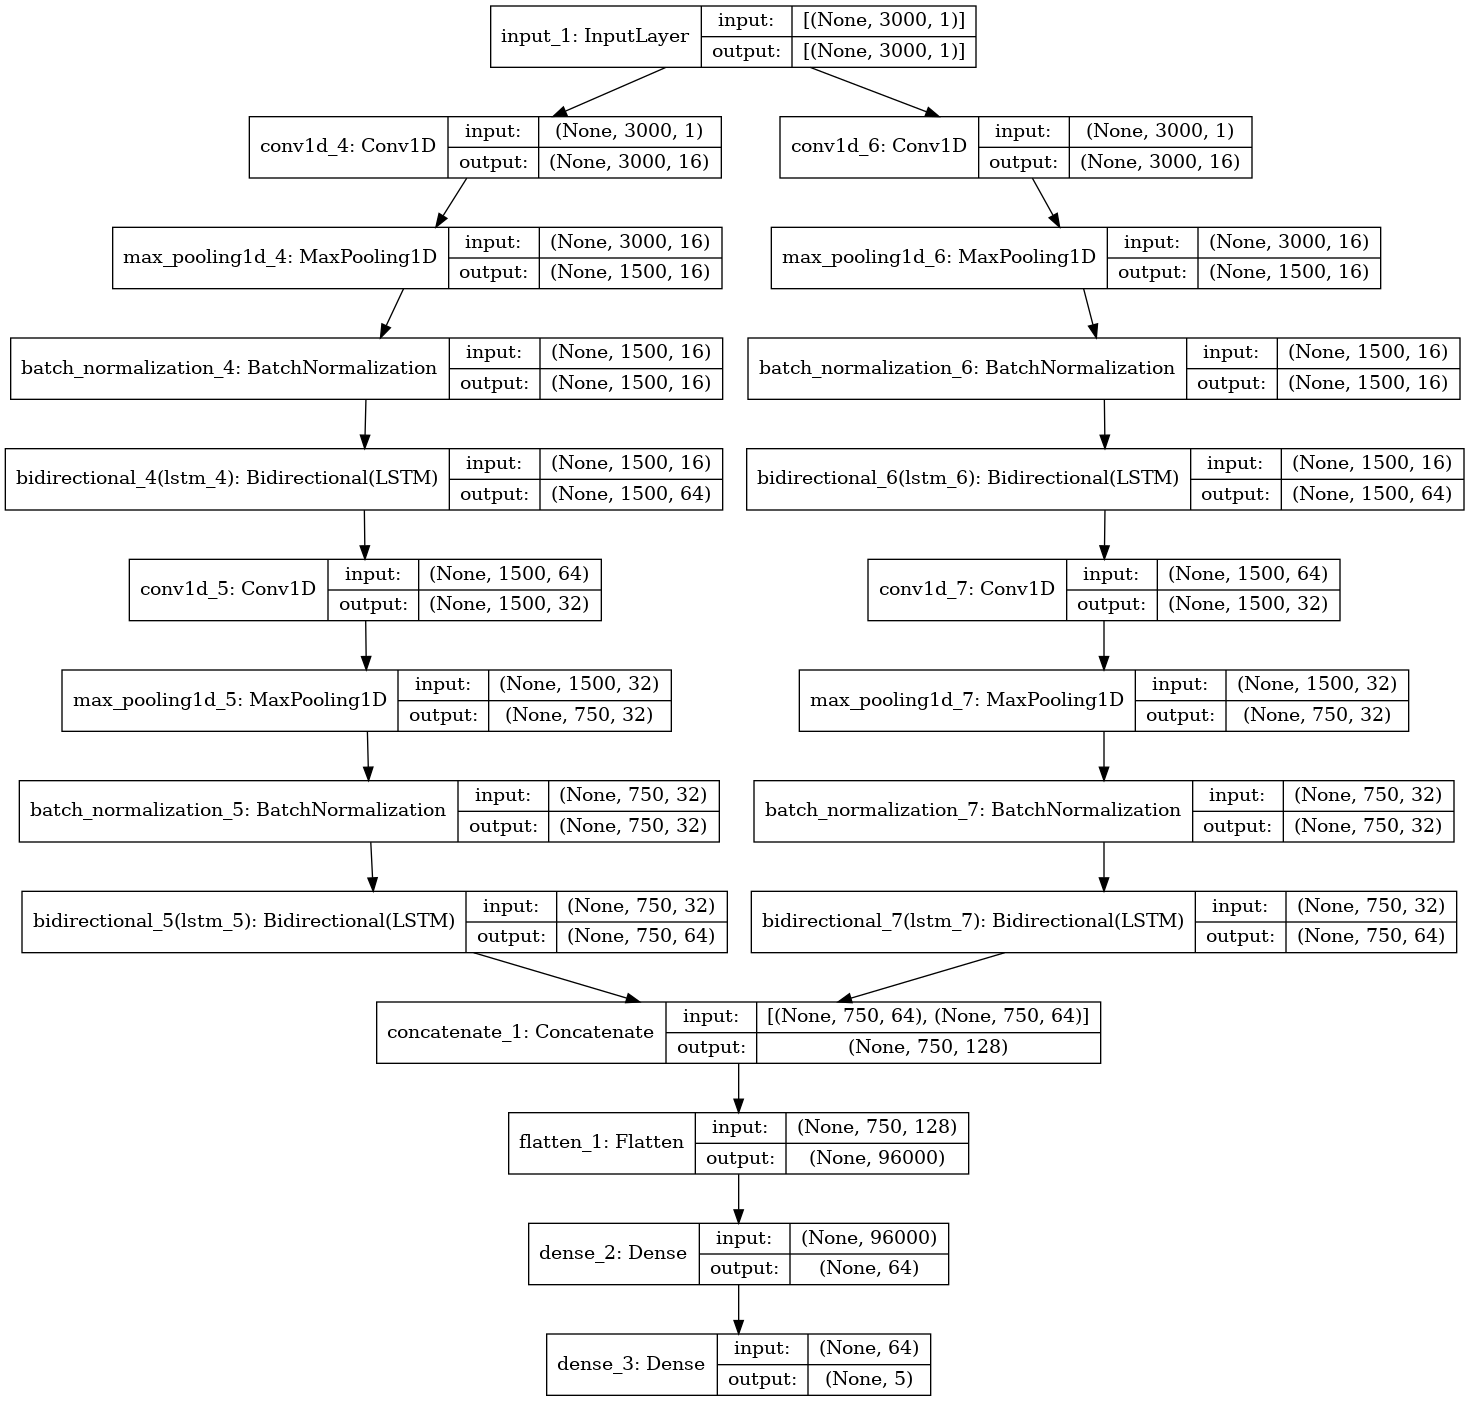 input_1: InputLayer
input: [(None, 3000, 1)]
output: [(None, 3000, 1)]
conv1d_4: Conv1D
input: (None, 3000, 1)
output: (None, 3000, 16)
conv1d_6: Conv1D
input: (None, 3000, 1)
output: (None, 3000, 16)
max_pooling1d_4: MaxPooling1D
input: (None, 3000, 16)
output: (None, 1500, 16)
max_pooling1d_6: MaxPooling1D
input: (None, 3000, 16)
output: (None, 1500, 16)
batch_normalization_4: BatchNormalization
input: (None, 1500, 16)
output: (None, 1500, 16)
batch_normalization_6: BatchNormalization
input: (None, 1500, 16)
output: (None, 1500, 16)
bidirectional_4(lstm_4): Bidirectional(LSTM)
input: (None, 1500, 16)
output: (None, 1500, 64)
bidirectional_6(lstm_6): Bidirectional(LSTM)
input: (None, 1500, 16)
output: (None, 1500, 64)
conv1d_5: Conv1D
input: (None, 1500, 64)
output: (None, 1500, 32)
conv1d_7: Conv1D
input: (None, 1500, 64)
output: (None, 1500, 32)
max_pooling1d_5: MaxPooling1D
input: (None, 1500, 32)
output: (None, 750, 32)
max_pooling1d_7: MaxPooling1D
input: (None, 1500, 32)
output: (None, 750, 32)
batch_normalization_5: BatchNormalization
input: (None, 750, 32)
output: (None, 750, 32)
batch_normalization_7: BatchNormalization
input: (None, 750, 32)
output: (None, 750, 32)
bidirectional_5(lstm_5): Bidirectional(LSTM)
input: (None, 750, 32)
output: (None, 750, 64)
bidirectional_7(lstm_7): Bidirectional(LSTM)
input: (None, 750, 32)
output: (None, 750, 64)
concatenate_1: Concatenate
input: [(None, 750, 64), (None, 750, 64)]
output: (None, 750, 128)
flatten_1: Flatten
input: (None, 750, 128)
output: (None, 96000)
dense_2: Dense
input: (None, 96000)
output: (None, 64)
dense_3: Dense
input: (None, 64)
output: (None, 5)